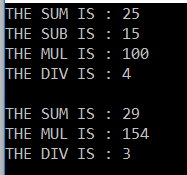 THE SUM IS : 25
THE SUB IS : 15
THE MUL IS : 100
THE DIV IS : 4
THE SUM IS : 29
THE MUL IS : 154
THE DIV IS : 3